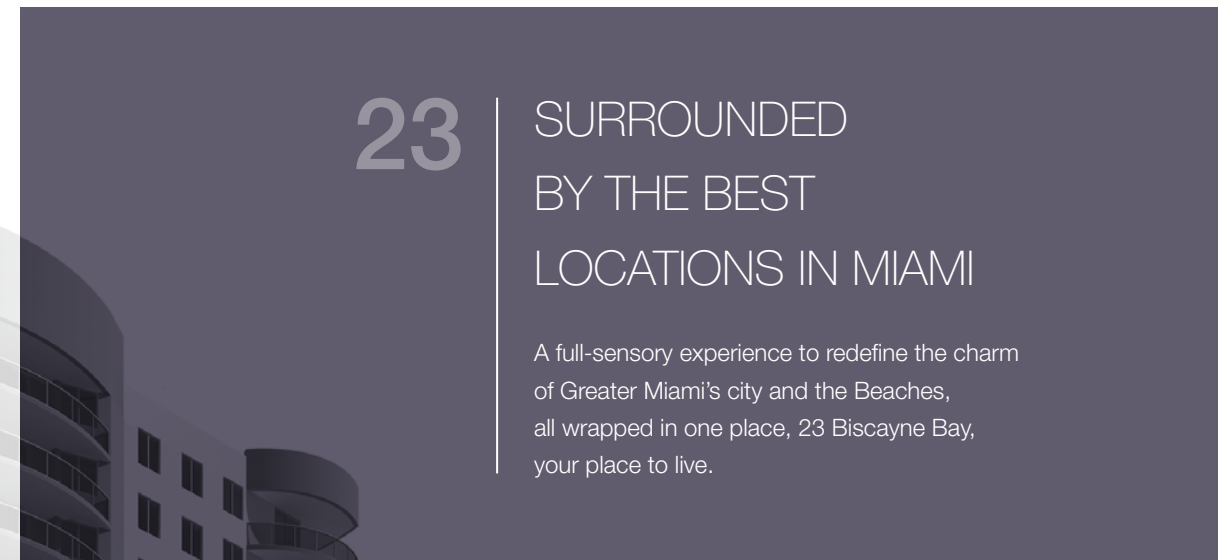 23
SURROUNDED
BY THE BEST
LOCATIONS IN MIAMI
A full-sensory experience to redefine the charm
of Greater Miami’s city and the Beaches,
all wrapped in one place, 23 Biscayne Bay,
your place to live.